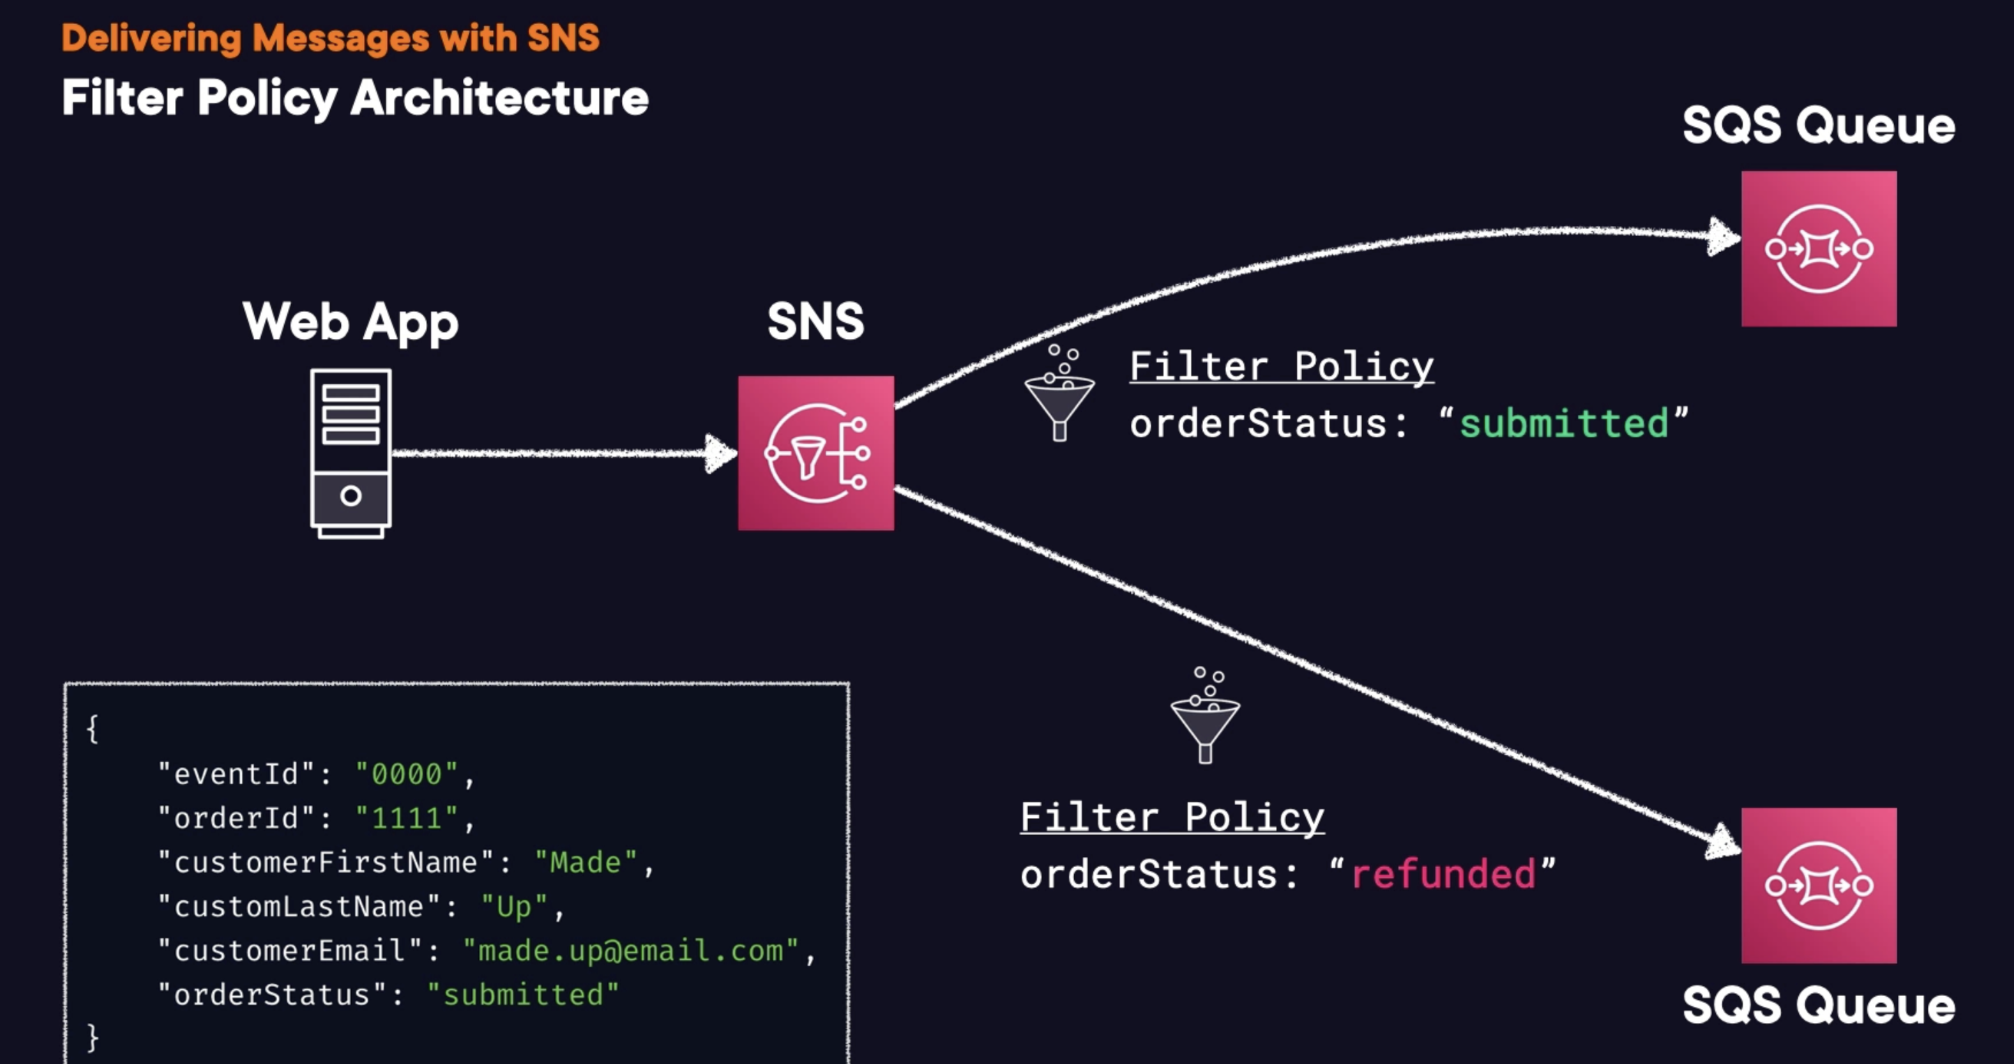 Delivering Messages with SNS
Filter Policy Architecture
SQS Queue
Web App
SNS
Filter Policy
orderStatus: “submitted”
Filter Policy
orderStatus: “refunded”
SQS Queue
{
"eventId": "0000",
"orderId": "1111",
"customerFirstName": "Made",
"customLastName": "Up",
"customerEmail": "made.up@email.com",
"orderStatus": "submitted"
}